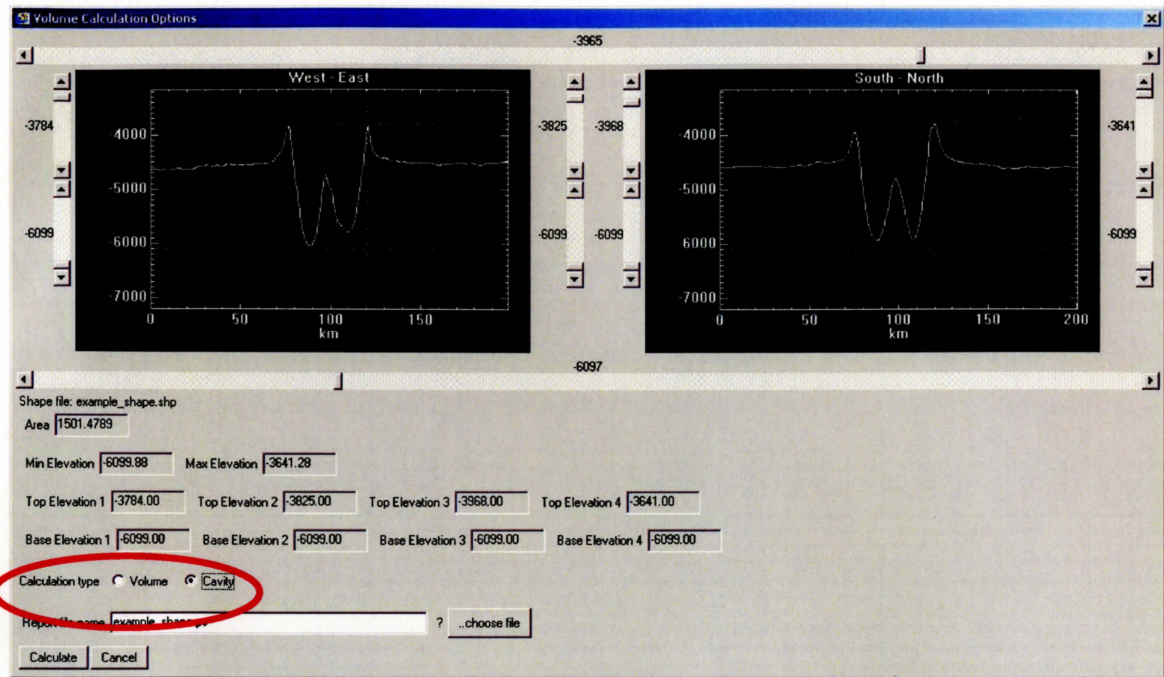 Volume Calculation Options
-3965
West - East
South - North
-3784
-4000
-5000
-6000
-7000
-6099
0 50 100 150
km
-3825
-6099
-3968
-6099
-4000
-5000
-6000
-7000
0 50 100 150 200
km
-3641
-6099
-6097
Shape file: example_shape.shp
Area 1501.4789
Min Elevation -6099.88 Max Elevation -3641.28
Top Elevation 1 -3784.00 Top Elevation 2 -3825.00 Top Elevation 3 -3968.00 Top Elevation 4 -3641.00
Base Elevation 1 -6099.00 Base Elevation 2 -6099.00 Base Elevation 3 -6099.00 Base Elevation 4 -6099.00
Calculation type Volume Cavity
Report file name example_shape.ps ? ..choose file
Calculate Cancel